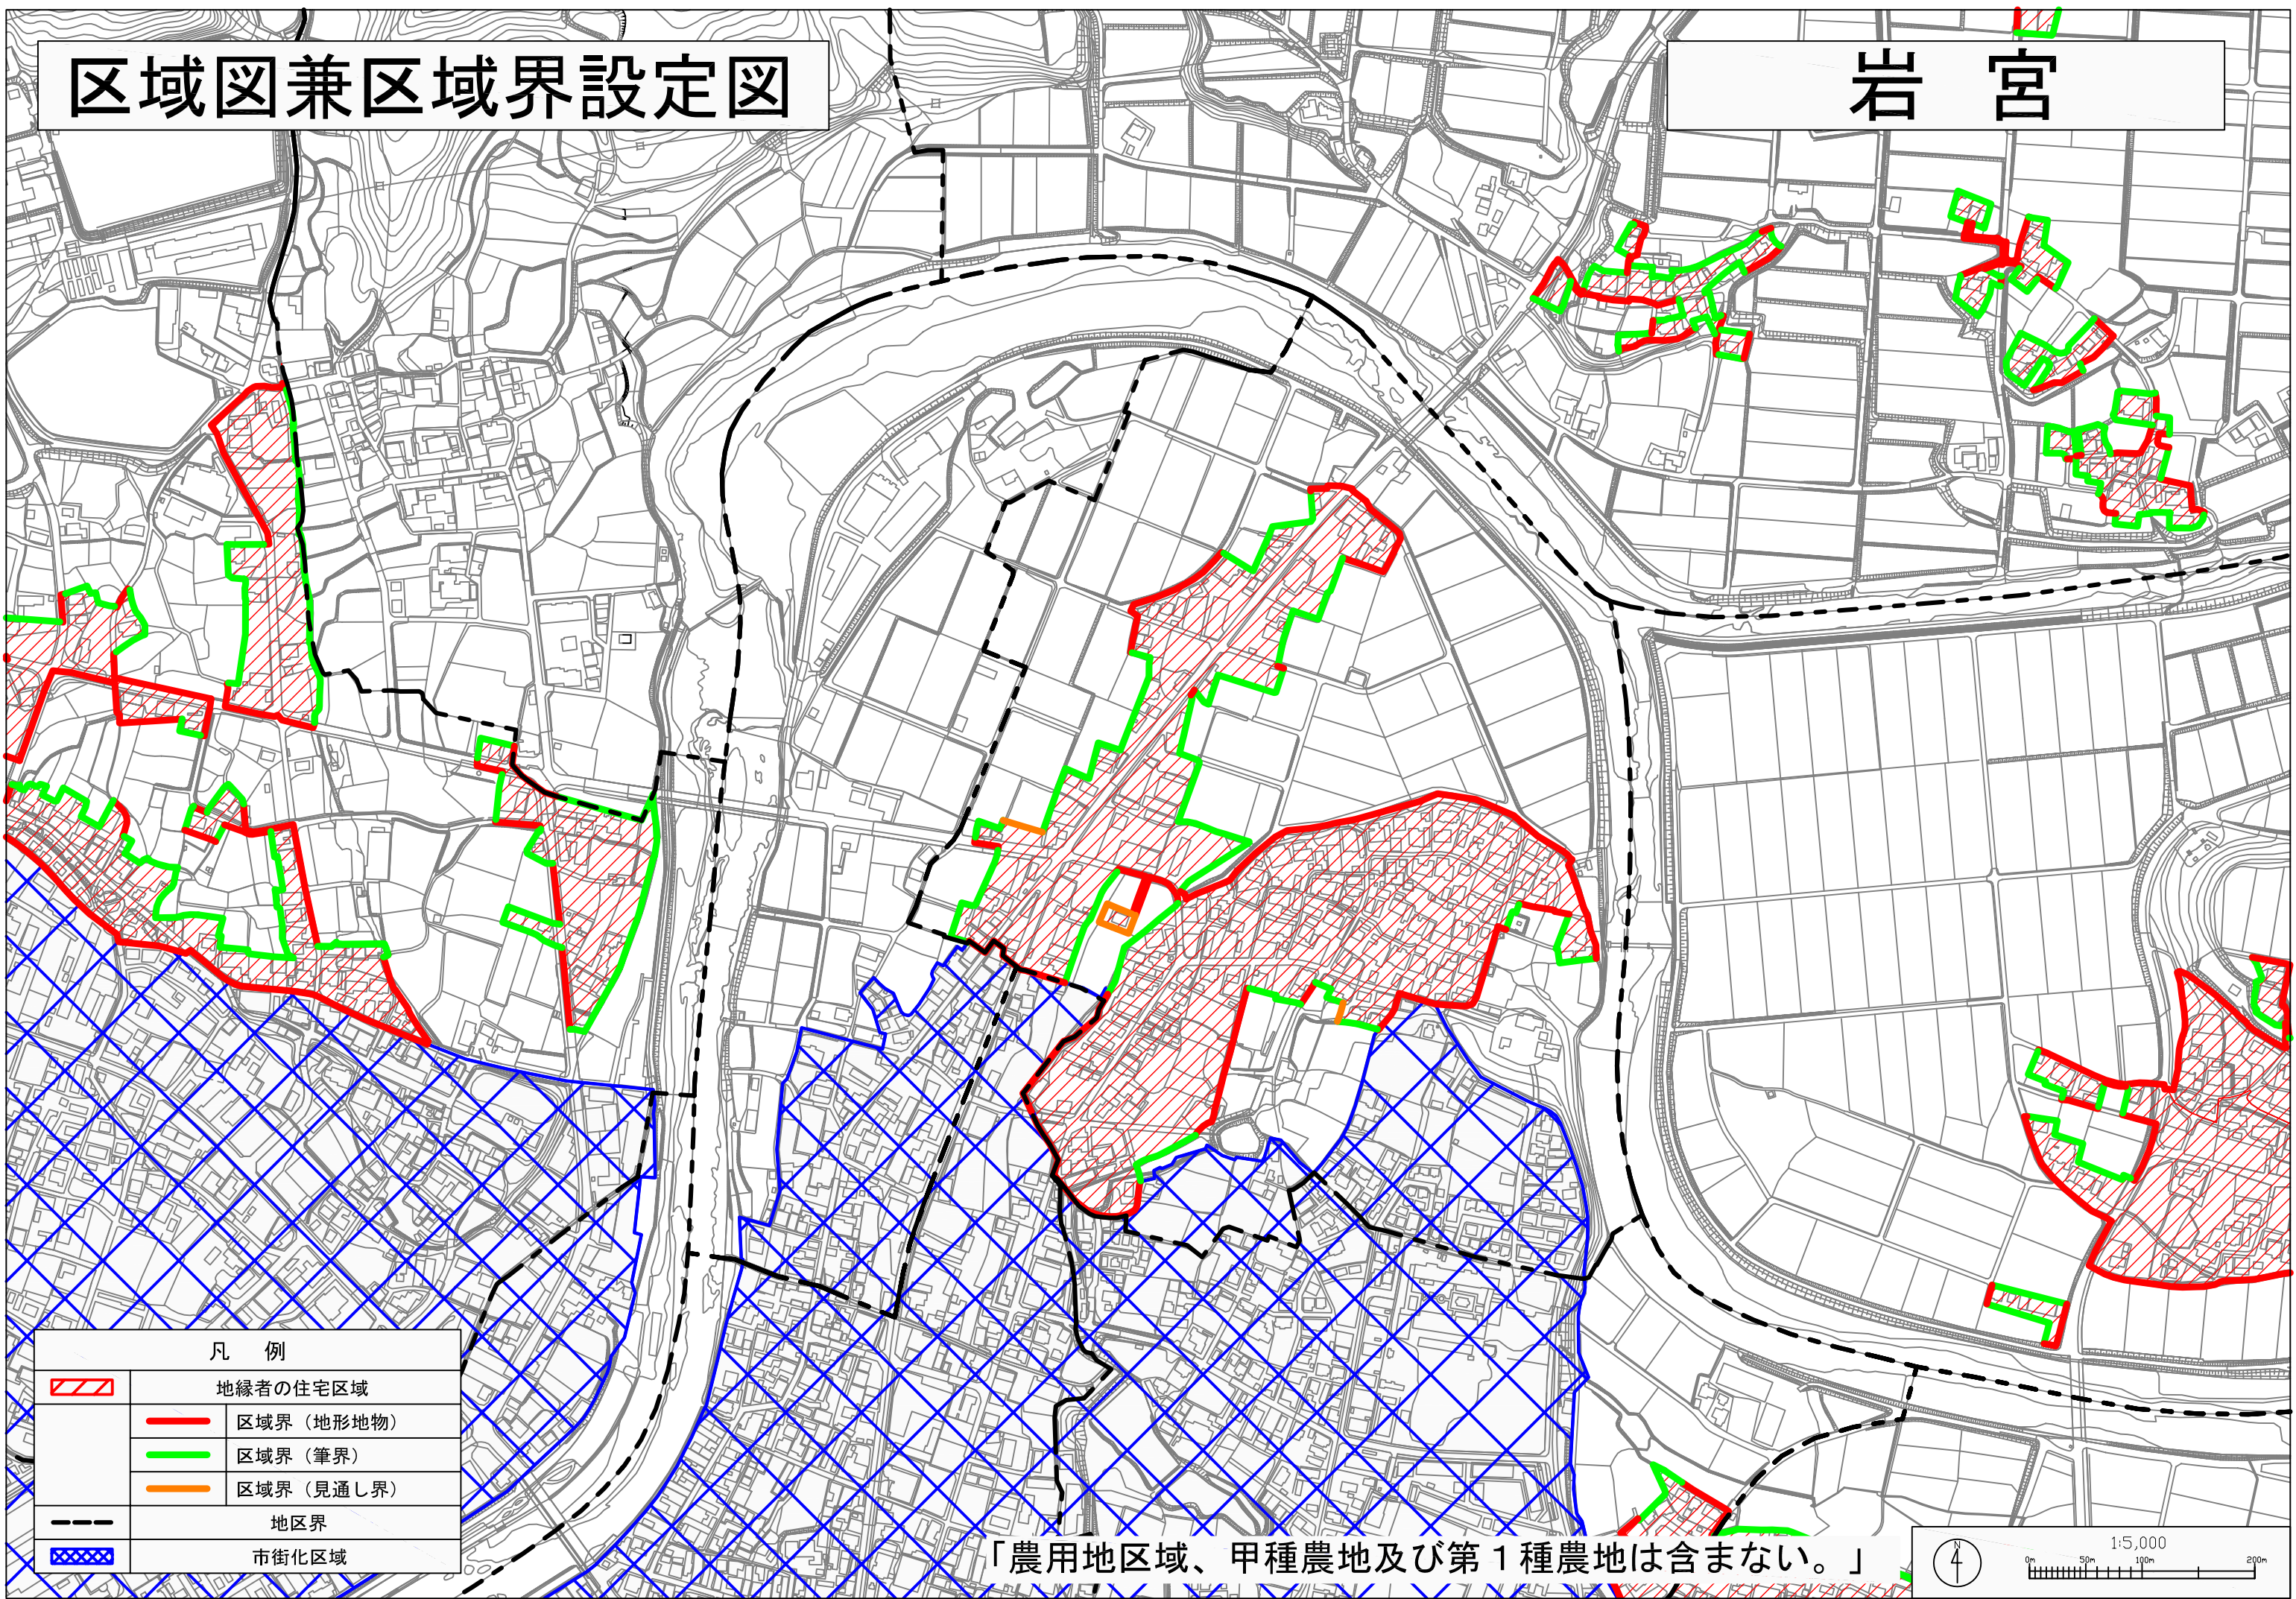 区域図兼区域界設定図
岩 宮
凡 例
地縁者の住宅区域
区域界（地形地物）
区域界（筆界）
区域界（見通し界）
地区界
市街化区域
「農用地区域、甲種農地及び第１種農地は含まない。」
N
1:5,000
0m 50m 100m 200m